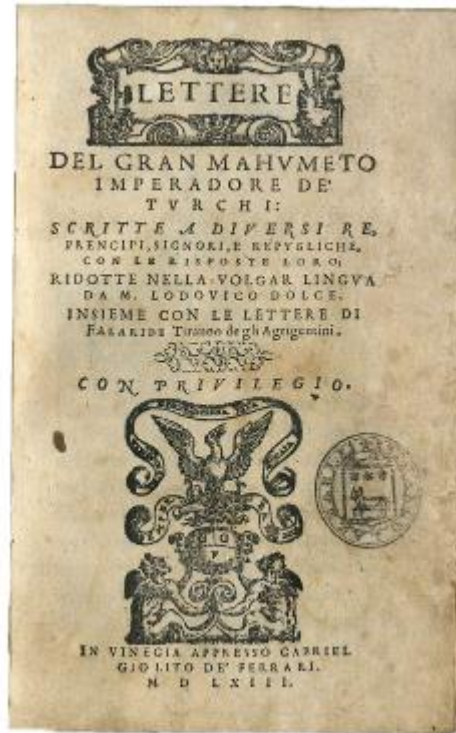 LETTERE
DEL GRAN MAHVMETO
IMPERADORE DE'
TVRCHI:
SCRITTE A DIVERSI RE,
PRENCIPI, SIGNORI, E REPVBLICHE,
CON LE RISPOSTE LORO;
RIDOTTE NELLA VOLGAR LINGVA
DA M. LODOVICO DOLCE.
INSIEME CON LE LETTERE DI
FALARIDE Tiranno de gli Agrigentini.
CON PRIVILEGIO.
IN VINEGIA APPRESSO GABRIEL
GIOLITO DE' FERRARI.
M D LXIII.